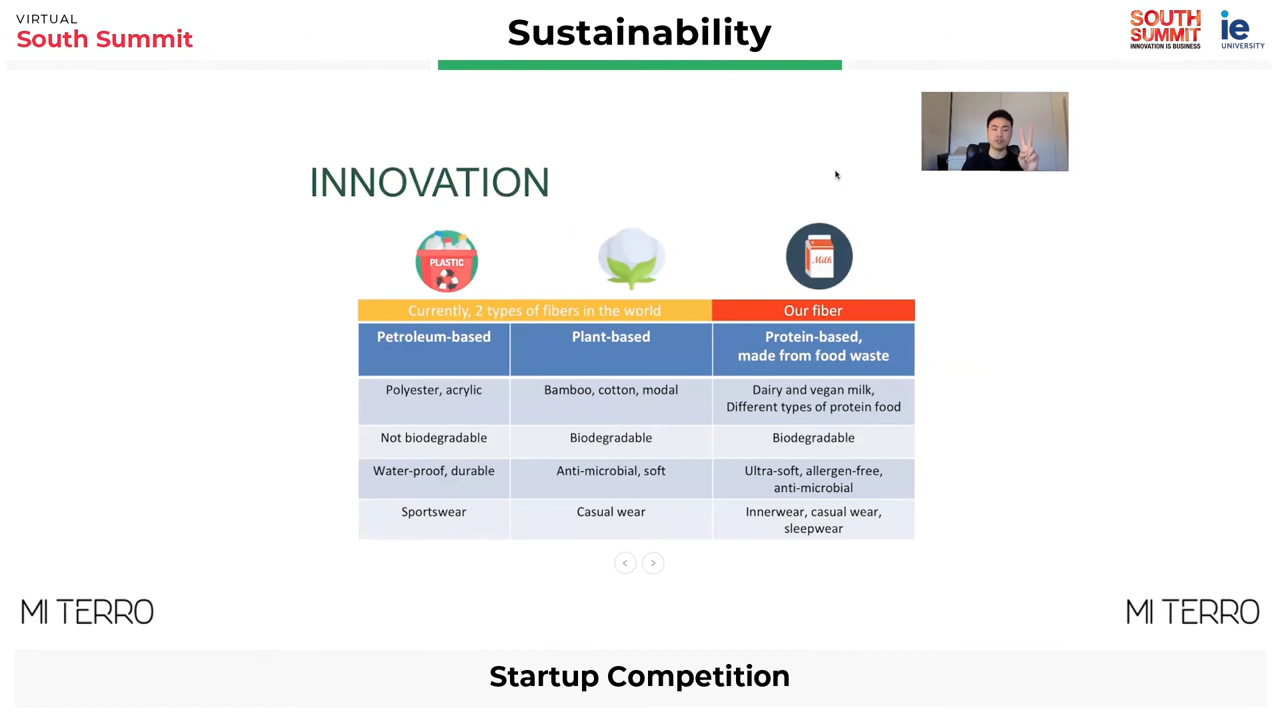 VIRTUAL
South Summit
Sustainability
SOUTH
SUMMIT
INNOVATION IS BUSINESS
ie
UNIVERSITY
INNOVATION
PLASTIC
Milk
Currently, 2 types of fibers in the world
Our fiber
Petroleum-based
Plant-based
Protein-based,
made from food waste
Polyester, acrylic
Bamboo, cotton, modal
Dairy and vegan milk,
Different types of protein food
Not biodegradable
Biodegradable
Biodegradable
Water-proof, durable
Anti-microbial, soft
Ultra-soft, allergen-free,
anti-microbial
Sportswear
Casual wear
Innerwear, casual wear,
sleepwear
MI TERRO
MI TERRO
Startup Competition